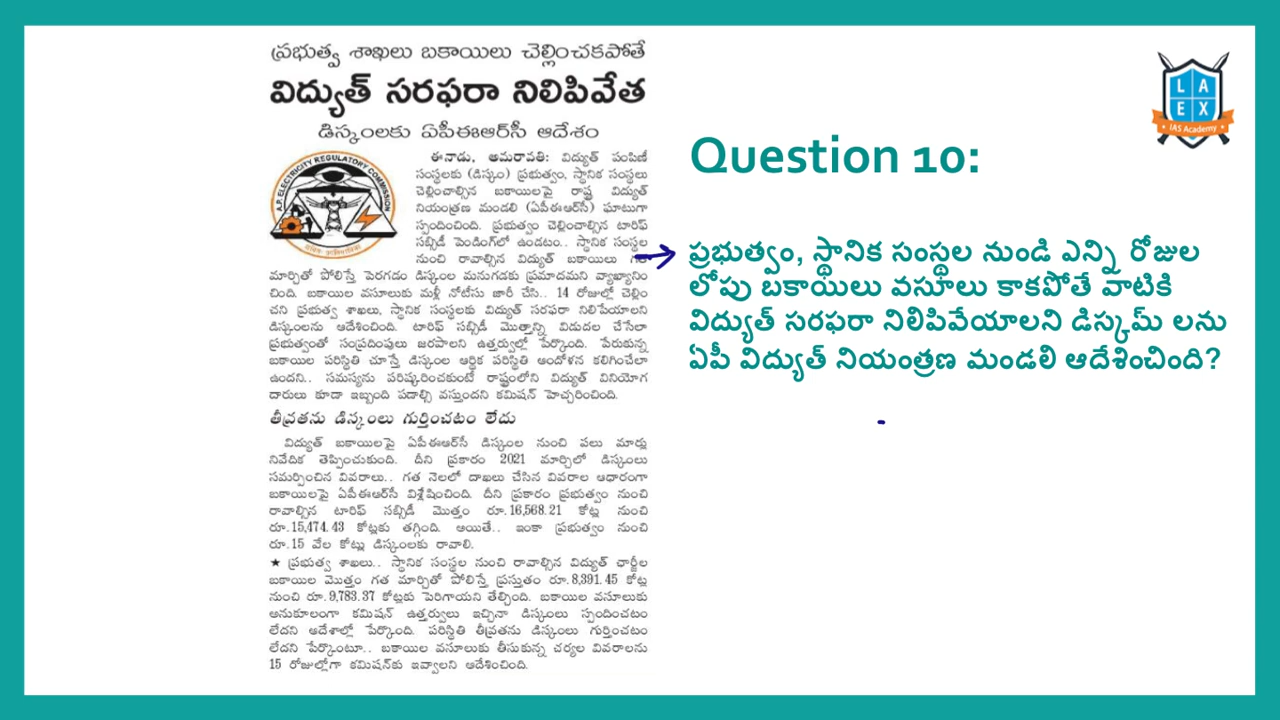 ప్రభుత్వ శాఖలు బకాయిలు చెల్లించకపోతే
విద్యుత్ సరఫరా నిలిపివేత
డిస్కంలకు ఏపీఈఆర్‌సీ ఆదేశం
A.P. ELECTRICITY REGULATORY COMMISSION
ఈనాడు, అమరావతి: విద్యుత్ పంపిణీ
సంస్థలకు (డిస్కం) ప్రభుత్వం, స్థానిక సంస్థలు
చెల్లించాల్సిన బకాయిలపై రాష్ట్ర విద్యుత్
నియంత్రణ మండలి (ఏపీఈఆర్‌సీ) ఘాటుగా
స్పందించింది. ప్రభుత్వం చెల్లించాల్సిన టారిఫ్
సబ్సిడీ పెండింగ్‌లో ఉండటం.. స్థానిక సంస్థల
నుంచి రావాల్సిన విద్యుత్ బకాయిలు గత
మార్చితో పోలిస్తే పెరగడం డిస్కంల మనుగడకు ప్రమాదమని వ్యాఖ్యానిం
చింది. బకాయిల వసూలుకు మళ్లీ నోటీసు జారీ చేసి.. 14 రోజుల్లో చెల్లిం
చని ప్రభుత్వ శాఖలు, స్థానిక సంస్థలకు విద్యుత్ సరఫరా నిలిపేయాలని
డిస్కంలను ఆదేశించింది. టారిఫ్ సబ్సిడీ మొత్తాన్ని విడుదల చేసేలా
ప్రభుత్వంతో సంప్రదింపులు జరపాలని ఉత్తర్వుల్లో పేర్కొంది. పేరుకున్న
బకాయిల పరిస్థితి చూస్తే డిస్కంల ఆర్థిక పరిస్థితి ఆందోళన కలిగించేలా
ఉందని.. సమస్యను పరిష్కరించకుంటే రాష్ట్రంలోని విద్యుత్ వినియోగ
దారులు కూడా ఇబ్బంది పడాల్సి వస్తుందని కమిషన్ హెచ్చరించింది.
తీవ్రతను డిస్కంలు గుర్తించటం లేదు
విద్యుత్ బకాయిలపై ఏపీఈఆర్‌సీ డిస్కంల నుంచి పలు మార్లు
నివేదిక తెప్పించుకుంది. దీని ప్రకారం 2021 మార్చిలో డిస్కంలు
సమర్పించిన వివరాలు.. గత నెలలో దాఖలు చేసిన వివరాల ఆధారంగా
బకాయిలపై ఏపీఈఆర్‌సీ విశ్లేషించింది. దీని ప్రకారం ప్రభుత్వం నుంచి
రావాల్సిన టారిఫ్ సబ్సిడీ మొత్తం రూ.16,568.21 కోట్ల నుంచి
రూ.15,474.43 కోట్లకు తగ్గింది. అయితే.. ఇంకా ప్రభుత్వం నుంచి
రూ.15 వేల కోట్లు డిస్కంలకు రావాలి.
★ ప్రభుత్వ శాఖలు.. స్థానిక సంస్థల నుంచి రావాల్సిన విద్యుత్ ఛార్జీల
బకాయిల మొత్తం గత మార్చితో పోలిస్తే ప్రస్తుతం రూ.8,391.45 కోట్ల
నుంచి రూ.9,783.37 కోట్లకు పెరిగాయని తేల్చింది. బకాయిల వసూలుకు
అనుకూలంగా కమిషన్ ఉత్తర్వులు ఇచ్చినా డిస్కంలు స్పందించటం
లేదని ఆదేశాల్లో పేర్కొంది. పరిస్థితి తీవ్రతను డిస్కంలు గుర్తించటం
లేదని పేర్కొంటూ.. బకాయిల వసూలుకు తీసుకున్న చర్యల వివరాలను
15 రోజుల్లోగా కమిషన్‌కు ఇవ్వాలని ఆదేశించింది.
L A
E X
IAS Academy
Question 10:
ప్రభుత్వం, స్థానిక సంస్థల నుండి ఎన్ని రోజుల
లోపు బకాయిలు వసూలు కాకపోతే వాటికి
విద్యుత్ సరఫరా నిలిపివేయాలని డిస్కమ్ లను
ఏపీ విద్యుత్ నియంత్రణ మండలి ఆదేశించింది?